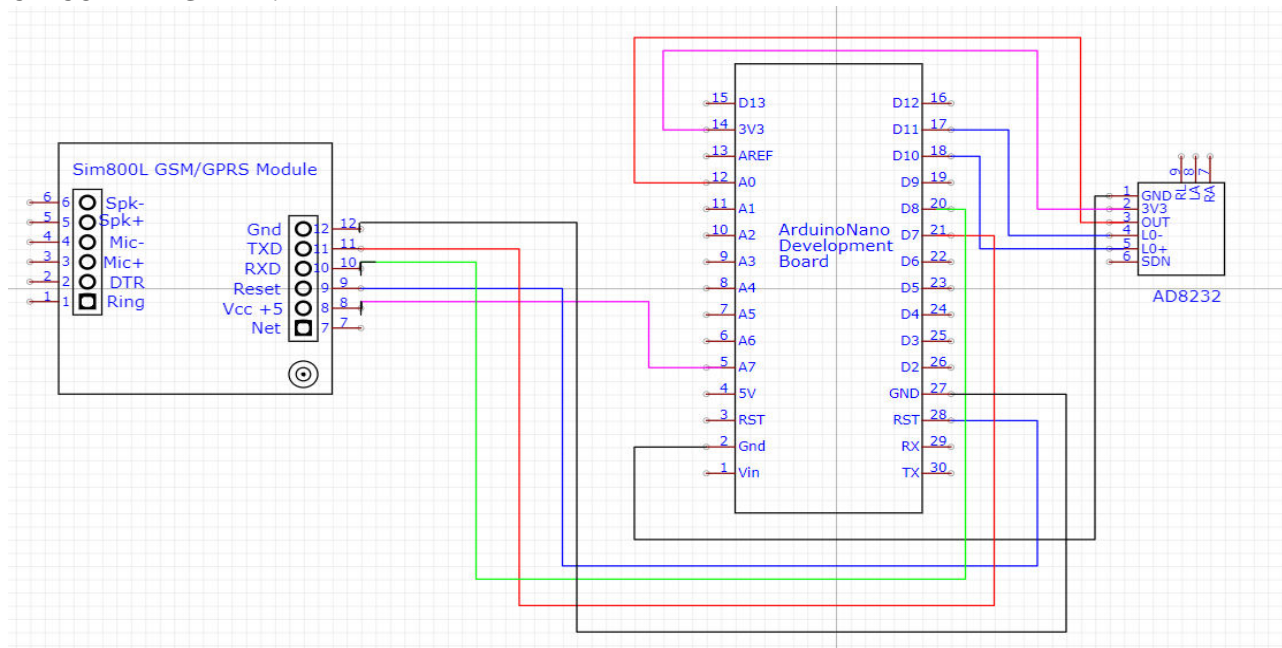 Sim800L GSM/GPRS Module
6 6 Spk-
5 5 Spk+
4 4 Mic-
3 3 Mic+
2 2 DTR
1 1 Ring
Gnd 12 12
TXD 11 11
RXD 10 10
Reset 9 9
Vcc +5 8 8
Net 7 7
ArduinoNano
Development
Board
15 D13
14 3V3
13 AREF
12 A0
11 A1
10 A2
9 A3
8 A4
7 A5
6 A6
5 A7
4 5V
3 RST
2 Gnd
1 Vin
D12 16
D11 17
D10 18
D9 19
D8 20
D7 21
D6 22
D5 23
D4 24
D3 25
D2 26
GND 27
RST 28
RX 29
TX 30
9 RL
8 LA
7 RA
1 GND
2 3V3
3 OUT
4 L0-
5 L0+
6 SDN
AD8232